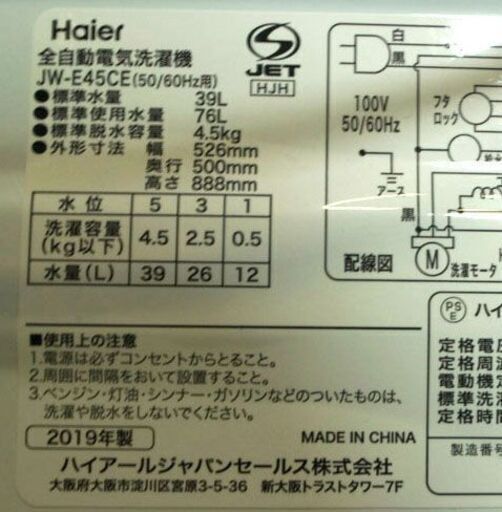 Haier
全自動電気洗濯機
JW-E45CE(50/60Hz用)
●標準水量 39L
●標準使用水量 76L
●標準脱水容量 4.5kg
●外形寸法 幅 526mm
奥行 500mm
高さ 888mm
水位 5 3 1
洗濯容量(kg以下) 4.5 2.5 0.5
水量(L) 39 26 12
S JET
HJH
白
黒
100V
50/60Hz
フタ
ロック
アース
黒
M
洗濯モータ
配線図
■使用上の注意
1.電源は必ずコンセントからとること。
2.周囲に間隔をおいて設置すること。
3.ベンジン・灯油・シンナー・ガソリンなどのついたものは、
洗濯や脱水をしないでください。
2019年製
MADE IN CHINA
ハイアールジャパンセールス株式会社
大阪府大阪市淀川区宮原3-5-36 新大阪トラストタワー7F
PS
E
ハイ
定格電圧
定格周
電動機定
標準洗
定格時
製造番号